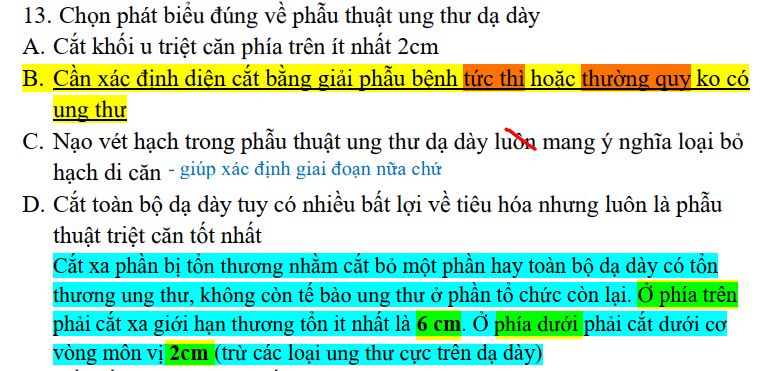 13. Chọn phát biểu đúng về phẫu thuật ung thư dạ dày
A. Cắt khối u triệt căn phía trên ít nhất 2cm
B. Cần xác định diện cắt bằng giải phẫu bệnh tức thì hoặc thường quy ko có
ung thư
C. Nạo vét hạch trong phẫu thuật ung thư dạ dày luôn mang ý nghĩa loại bỏ
hạch di căn - giúp xác định giai đoạn nữa chứ
D. Cắt toàn bộ dạ dày tuy có nhiều bất lợi về tiêu hóa nhưng luôn là phẫu
thuật triệt căn tốt nhất
Cắt xa phần bị tổn thương nhằm cắt bỏ một phần hay toàn bộ dạ dày có tổn
thương ung thư, không còn tế bào ung thư ở phần tổ chức còn lại. Ở phía trên
phải cắt xa giới hạn thương tổn it nhất là 6 cm. Ở phía dưới phải cắt dưới cơ
vòng môn vị 2cm (trừ các loại ung thư cực trên dạ dày)